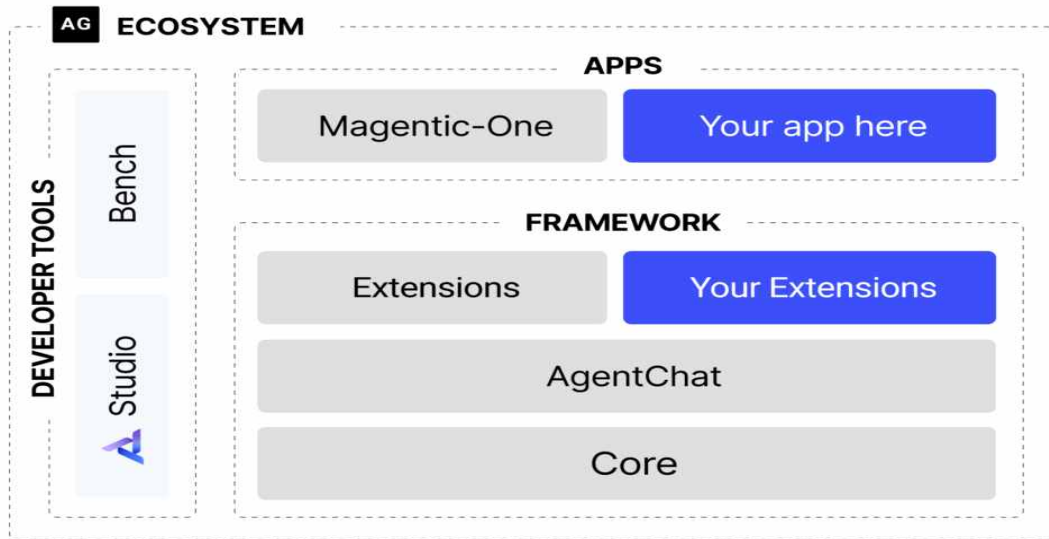 AG ECOSYSTEM
DEVELOPER TOOLS
Bench
Studio
APPS
Magentic-One
Your app here
FRAMEWORK
Extensions
Your Extensions
AgentChat
Core